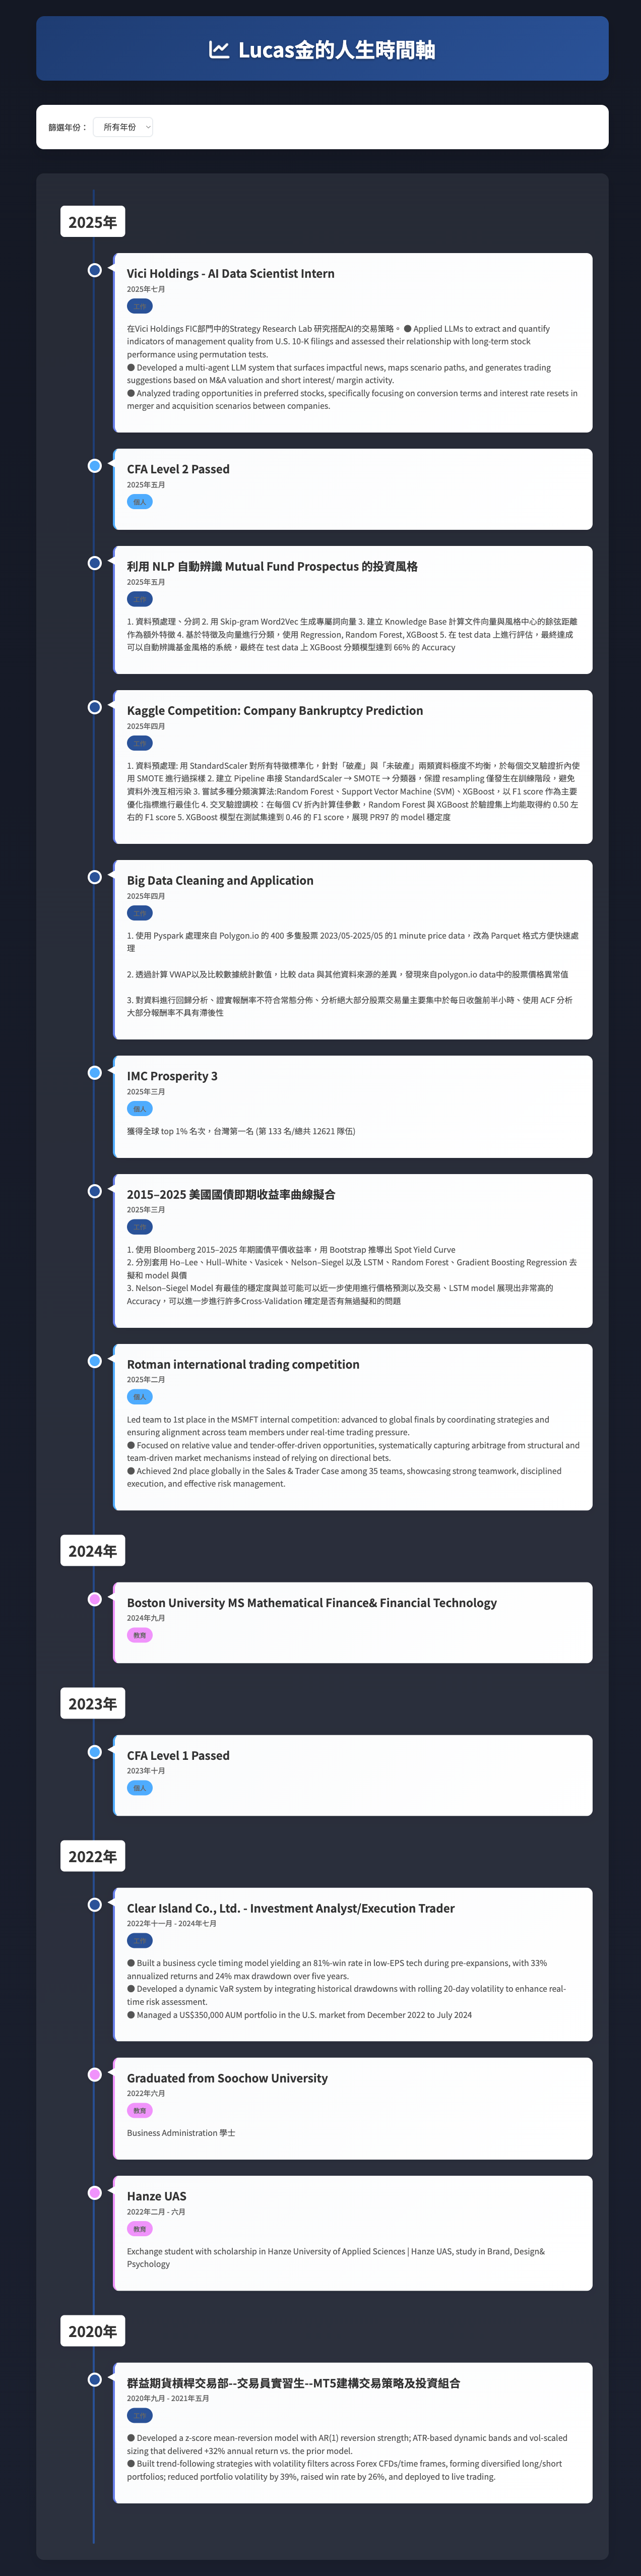 Lucas金的人生時間軸
篩選年份：
所有年份
2025年
Vici Holdings - AI Data Scientist Intern
2025年七月
工作
在Vici Holdings FIC部門中的Strategy Research Lab 研究搭配AI的交易策略。 ● Applied LLMs to extract and quantify
indicators of management quality from U.S. 10-K filings and assessed their relationship with long-term stock
performance using permutation tests.
● Developed a multi-agent LLM system that surfaces impactful news, maps scenario paths, and generates trading
suggestions based on M&A valuation and short interest/ margin activity.
● Analyzed trading opportunities in preferred stocks, specifically focusing on conversion terms and interest rate resets in
merger and acquisition scenarios between companies.
CFA Level 2 Passed
2025年五月
個人
利用 NLP 自動辨識 Mutual Fund Prospectus 的投資風格
2025年五月
工作
1. 資料預處理、分詞 2. 用 Skip-gram Word2Vec 生成專屬詞向量 3. 建立 Knowledge Base 計算文件向量與風格中心的餘弦距離
作為額外特徵 4. 基於特徵及向量進行分類，使用 Regression, Random Forest, XGBoost 5. 在 test data 上進行評估，最終達成
可以自動辨識基金風格的系統，最終在 test data 上 XGBoost 分類模型達到 66% 的 Accuracy
Kaggle Competition: Company Bankruptcy Prediction
2025年四月
工作
1. 資料預處理: 用 StandardScaler 對所有特徵標準化，針對「破產」與「未破產」兩類資料極度不均衡，於每個交叉驗證折內使
用 SMOTE 進行過採樣 2. 建立 Pipeline 串接 StandardScaler → SMOTE → 分類器，保證 resampling 僅發生在訓練階段，避免
資料外洩互相污染 3. 嘗試多種分類演算法:Random Forest、Support Vector Machine (SVM)、XGBoost，以 F1 score 作為主要
優化指標進行最佳化 4. 交叉驗證調校：在每個 CV 折內計算佳參數，Random Forest 與 XGBoost 於驗證集上均能取得約 0.50 左
右的 F1 score 5. XGBoost 模型在測試集達到 0.46 的 F1 score，展現 PR97 的 model 穩定度
Big Data Cleaning and Application
2025年四月
工作
1. 使用 Pyspark 處理來自 Polygon.io 的 400 多隻股票 2023/05-2025/05 的1 minute price data，改為 Parquet 格式方便快速處
理
2. 透過計算 VWAP以及比較數據統計數值，比較 data 與其他資料來源的差異，發現來自polygon.io data中的股票價格異常值
3. 對資料進行回歸分析、證實報酬率不符合常態分佈、分析絕大部分股票交易量主要集中於每日收盤前半小時、使用 ACF 分析
大部分報酬率不具有滯後性
IMC Prosperity 3
2025年三月
個人
獲得全球 top 1% 名次，台灣第一名 (第 133 名/總共 12621 隊伍)
2015–2025 美國國債即期收益率曲線擬合
2025年三月
工作
1. 使用 Bloomberg 2015–2025 年期國債平價收益率，用 Bootstrap 推導出 Spot Yield Curve
2. 分別套用 Ho–Lee、Hull–White、Vasicek、Nelson–Siegel 以及 LSTM、Random Forest、Gradient Boosting Regression 去
擬和 model 與價
3. Nelson–Siegel Model 有最佳的穩定度與並可能可以近一步使用進行價格預測以及交易、LSTM model 展現出非常高的
Accuracy，可以進一步進行許多Cross-Validation 確定是否有無過擬和的問題
Rotman international trading competition
2025年二月
個人
Led team to 1st place in the MSMFT internal competition: advanced to global finals by coordinating strategies and
ensuring alignment across team members under real-time trading pressure.
● Focused on relative value and tender-offer-driven opportunities, systematically capturing arbitrage from structural and
team-driven market mechanisms instead of relying on directional bets.
● Achieved 2nd place globally in the Sales & Trader Case among 35 teams, showcasing strong teamwork, disciplined
execution, and effective risk management.
2024年
Boston University MS Mathematical Finance& Financial Technology
2024年九月
教育
2023年
CFA Level 1 Passed
2023年十月
個人
2022年
Clear Island Co., Ltd. - Investment Analyst/Execution Trader
2022年十一月 - 2024年七月
工作
● Built a business cycle timing model yielding an 81%-win rate in low-EPS tech during pre-expansions, with 33%
annualized returns and 24% max drawdown over five years.
● Developed a dynamic VaR system by integrating historical drawdowns with rolling 20-day volatility to enhance real-
time risk assessment.
● Managed a US$350,000 AUM portfolio in the U.S. market from December 2022 to July 2024
Graduated from Soochow University
2022年六月
教育
Business Administration 學士
Hanze UAS
2022年二月 - 六月
教育
Exchange student with scholarship in Hanze University of Applied Sciences | Hanze UAS, study in Brand, Design&
Psychology
2020年
群益期貨槓桿交易部--交易員實習生--MT5建構交易策略及投資組合
2020年九月 - 2021年五月
工作
● Developed a z-score mean-reversion model with AR(1) reversion strength; ATR-based dynamic bands and vol-scaled
sizing that delivered +32% annual return vs. the prior model.
● Built trend-following strategies with volatility filters across Forex CFDs/time frames, forming diversified long/short
portfolios; reduced portfolio volatility by 39%, raised win rate by 26%, and deployed to live trading.